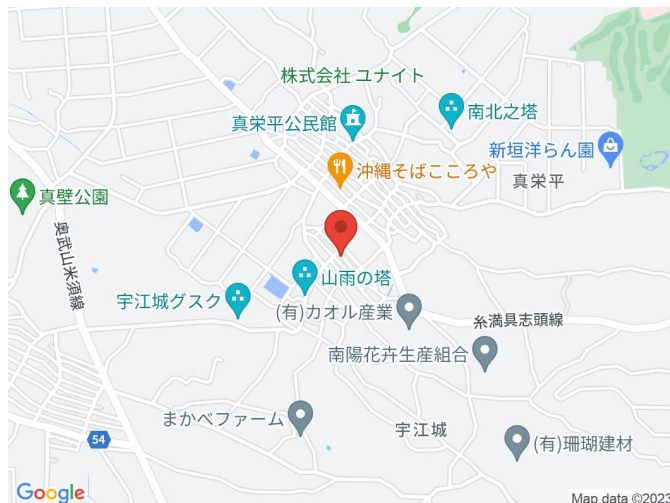 株式会社 ユナイト
南北之塔
真栄平公民館
新垣洋らん園
沖縄そばこころや
真栄平
真壁公園
奥武山米須線
山雨の塔
宇江城グスク
(有)カオル産業
糸満具志頭線
南陽花卉生産組合
まかべファーム
宇江城
54
(有)珊瑚建材
Google
Map data ©2023